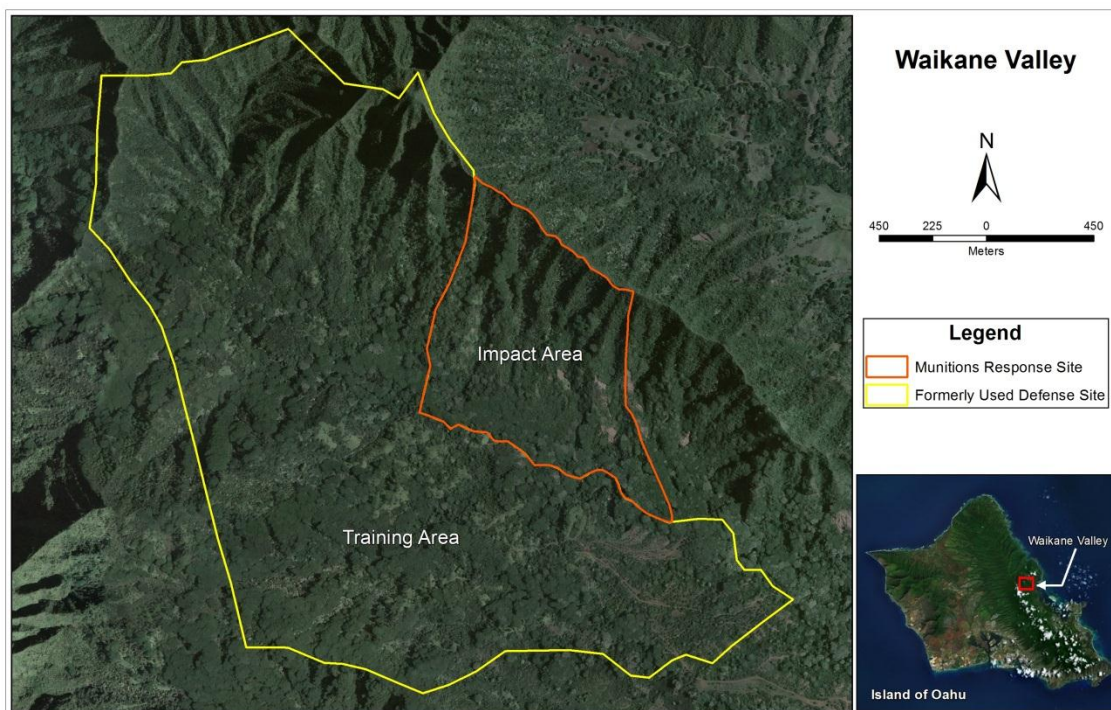 Waikane Valley
N
450 225 0 450
Meters
Legend
Munitions Response Site
Formerly Used Defense Site
Impact Area
Training Area
Waikane Valley
Island of Oahu